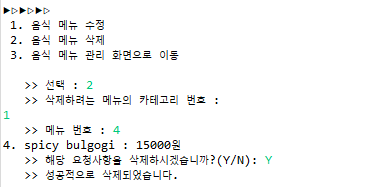 ▶▷▶▷▶▷
1. 음식 메뉴 수정
2. 음식 메뉴 삭제
3. 음식 메뉴 관리 화면으로 이동
>> 선택 : 2
>> 삭제하려는 메뉴의 카테고리 번호 :
1
>> 메뉴 번호 : 4
4. spicy bulgogi : 15000원
>> 해당 요청사항을 삭제하시겠습니까?(Y/N): Y
>> 성공적으로 삭제되었습니다.